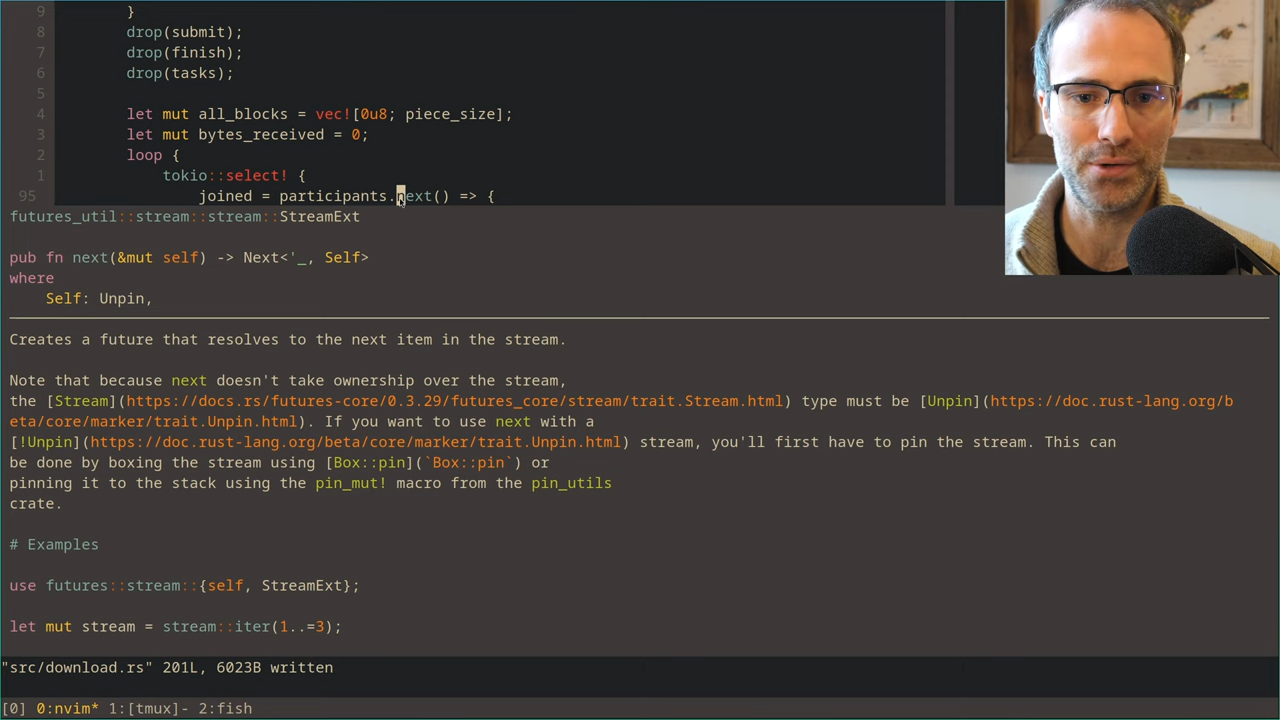 9 }
8 drop(submit);
7 drop(finish);
6 drop(tasks);
5
4 let mut all_blocks = vec![0u8; piece_size];
3 let mut bytes_received = 0;
2 loop {
1 tokio::select! {
95 joined = participants.next() => {
futures_util::stream::stream::StreamExt
pub fn next(&mut self) -> Next<'_, Self>
where
Self: Unpin,
Creates a future that resolves to the next item in the stream.
Note that because next doesn't take ownership over the stream,
the [Stream](https://docs.rs/futures-core/0.3.29/futures_core/stream/trait.Stream.html) type must be [Unpin](https://doc.rust-lang.org/b
eta/core/marker/trait.Unpin.html). If you want to use next with a
[!Unpin](https://doc.rust-lang.org/beta/core/marker/trait.Unpin.html) stream, you'll first have to pin the stream. This can
be done by boxing the stream using [Box::pin](`Box::pin`) or
pinning it to the stack using the pin_mut! macro from the pin_utils
crate.
# Examples
use futures::stream::{self, StreamExt};
let mut stream = stream::iter(1..=3);
"src/download.rs" 201L, 6023B written
[0] 0:nvim* 1:[tmux]- 2:fish